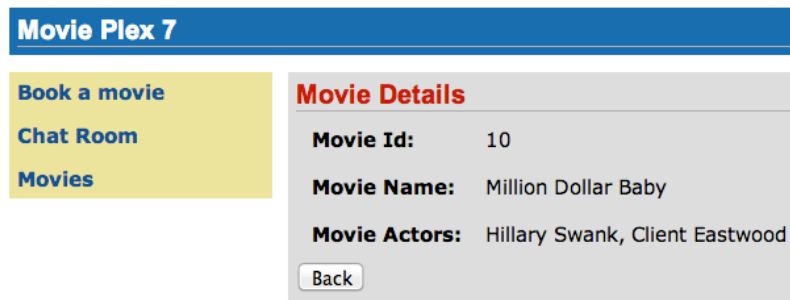 Movie Plex 7
Book a movie
Chat Room
Movies
Movie Details
Movie Id: 10
Movie Name: Million Dollar Baby
Movie Actors: Hillary Swank, Client Eastwood
Back